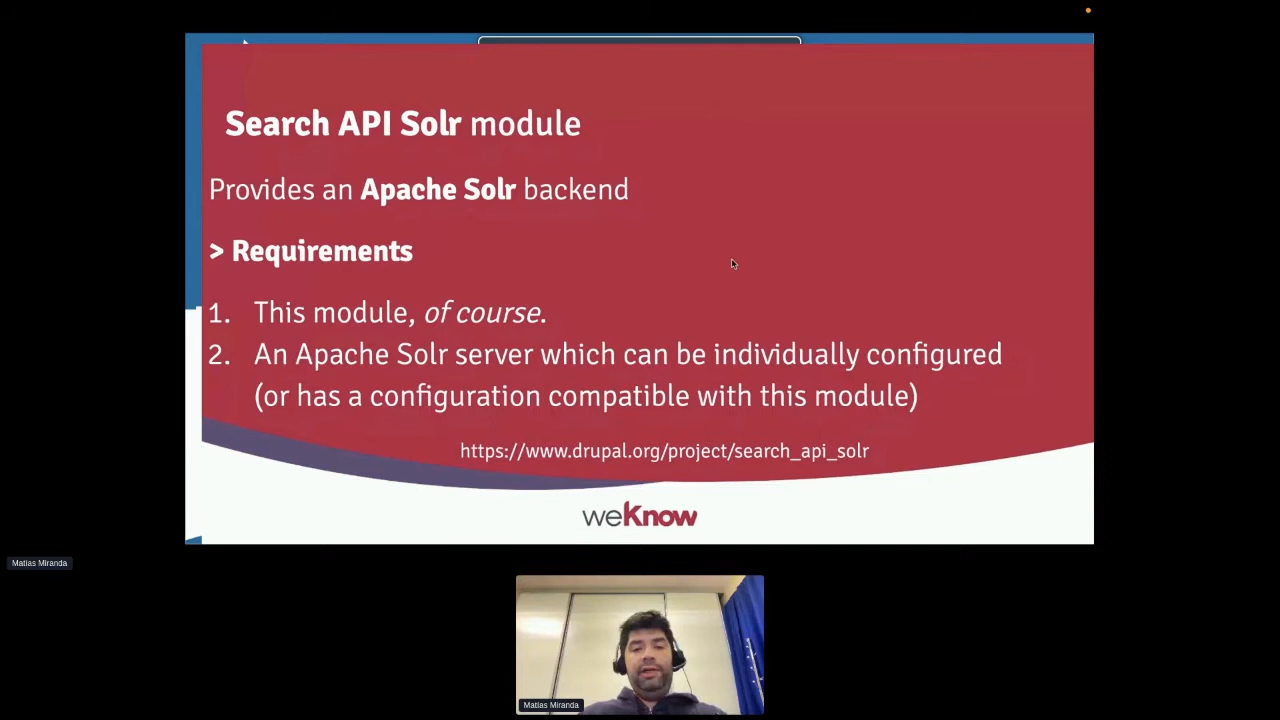 Search API Solr module
Provides an Apache Solr backend
> Requirements
1. This module, of course.
2. An Apache Solr server which can be individually configured
(or has a configuration compatible with this module)
https://www.drupal.org/project/search_api_solr
weKnow
Matias Miranda
Matias Miranda